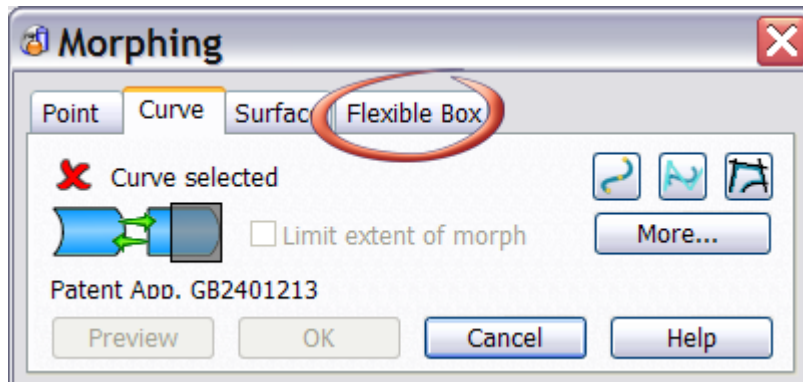 Morphing
Point Curve Surfac Flexible Box
Curve selected
Limit extent of morph More...
Patent App. GB2401213
Preview OK Cancel Help